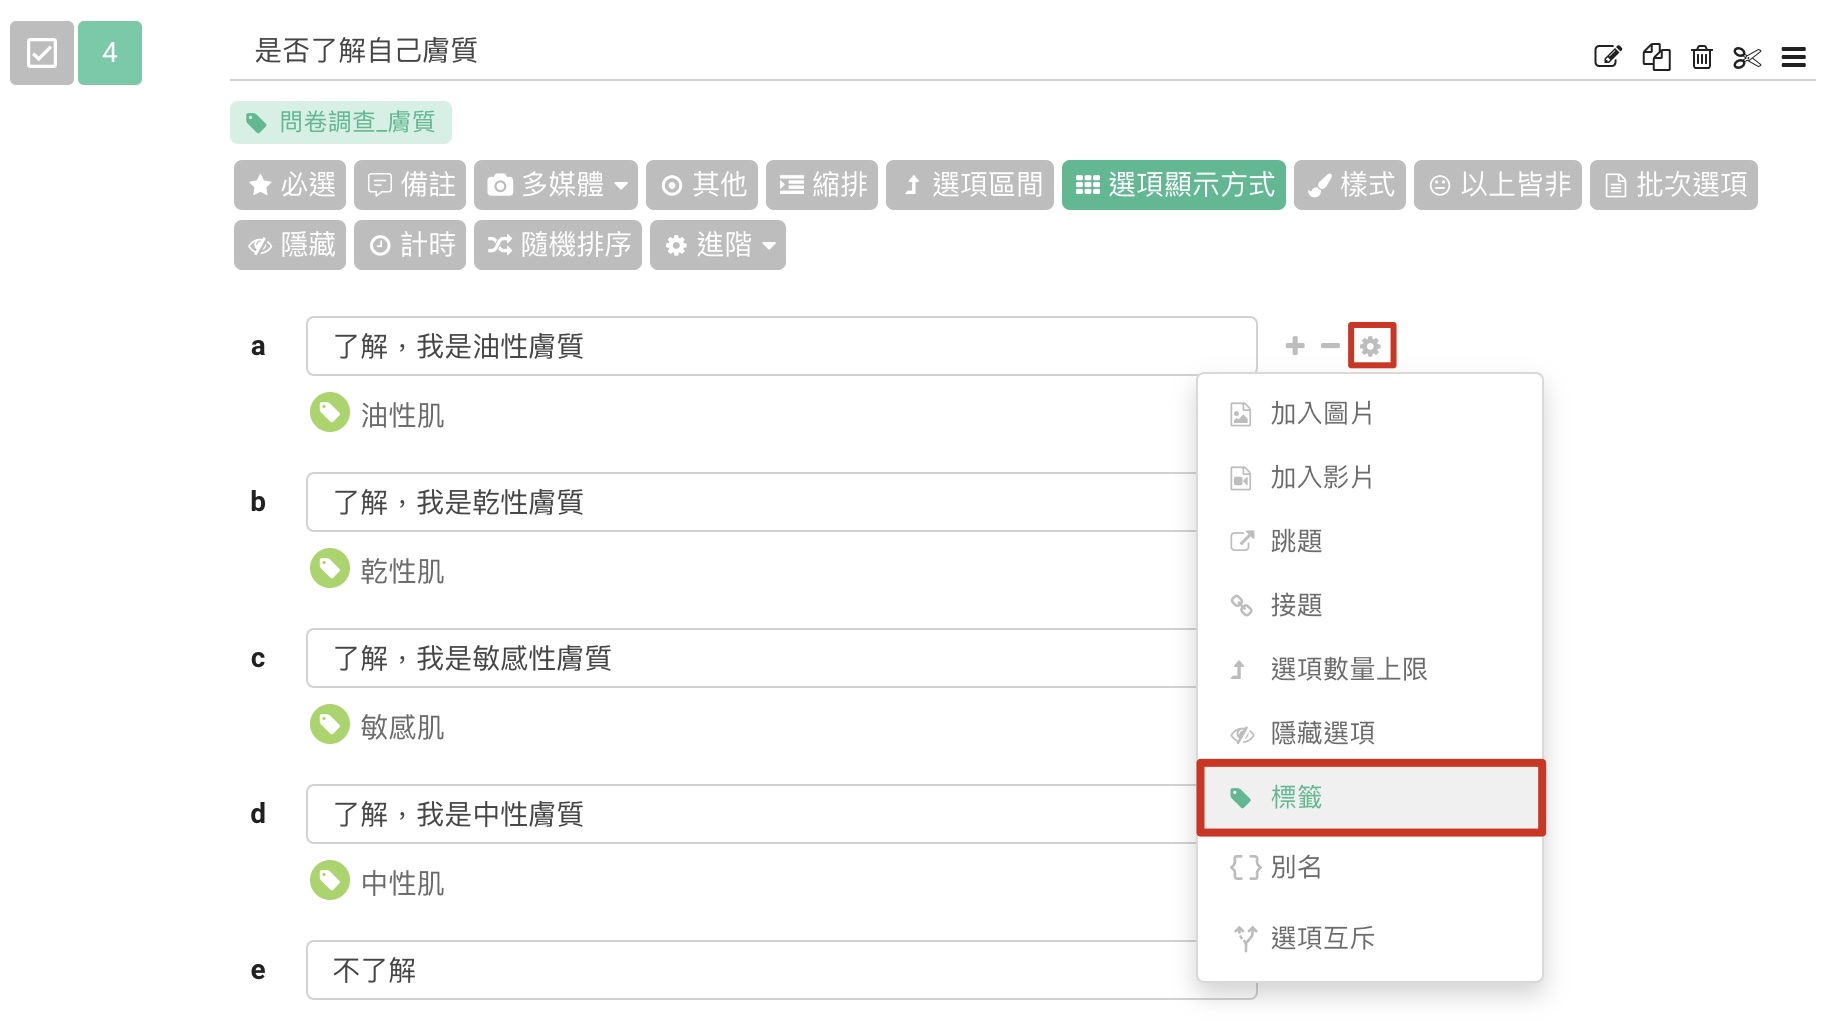 4
是否了解自己膚質
問卷調查_膚質
必選 備註 多媒體 其他 縮排 選項區間 選項顯示方式 樣式 以上皆非 批次選項
隱藏 計時 隨機排序 進階
a 了解，我是油性膚質
油性肌
b 了解，我是乾性膚質
乾性肌
c 了解，我是敏感性膚質
敏感肌
d 了解，我是中性膚質
中性肌
e 不了解
加入圖片
加入影片
跳題
接題
選項數量上限
隱藏選項
標籤
別名
選項互斥